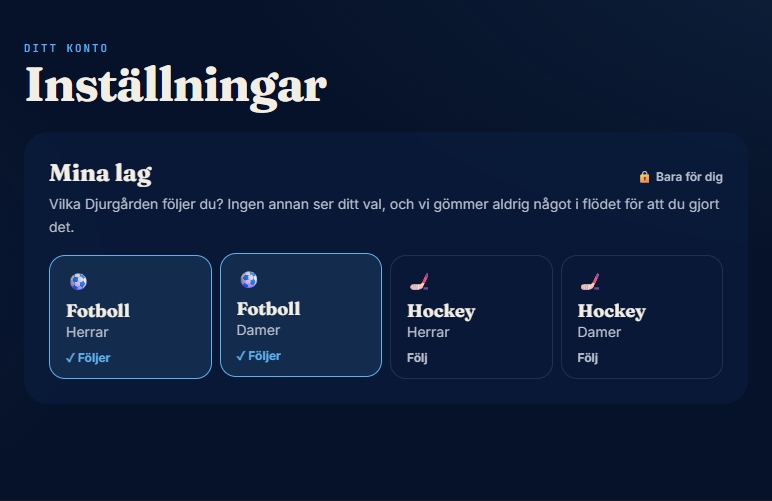 DITT KONTO
Inställningar
Mina lag
🔒 Bara för dig
Vilka Djurgården följer du? Ingen annan ser ditt val, och vi gömmer aldrig något i flödet för att du gjort
det.
Fotboll
Herrar
✓ Följer
Fotboll
Damer
✓ Följer
Hockey
Herrar
Följ
Hockey
Damer
Följ